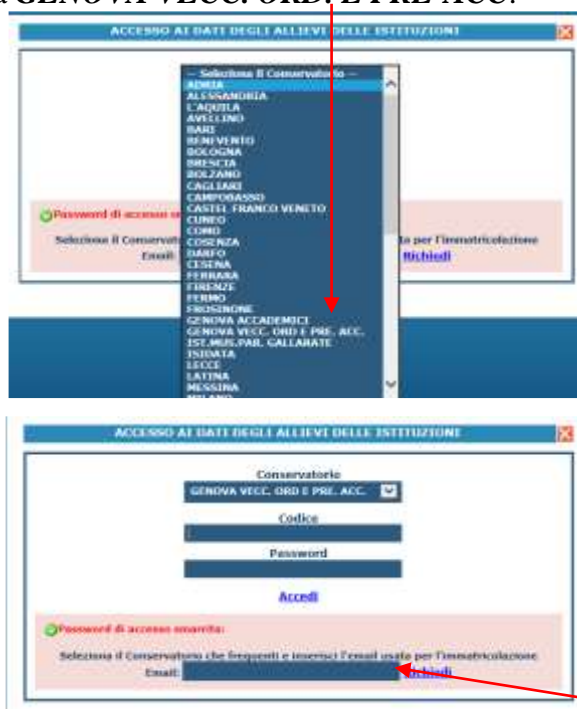 GENOVA VECC. ORD. E PRE-ACC.
ACCESSO AI DATI DEGLI ALLIEVI DELLE ISTITUZIONI
-- Seleziona il Conservatorio --
ADRIA
ALESSANDRIA
L'AQUILA
AVELLINO
BARI
BENEVENTO
BOLOGNA
BRESCIA
BOLZANO
CAGLIARI
CAMPOBASSO
CASTEL FRANCO VENETO
CUNEO
COMO
COSENZA
DARFO
CESENA
FERRARA
FIRENZE
FERMO
FROSINONE
GENOVA ACCADEMICI
GENOVA VECC. ORD E PRE. ACC.
IST.MUS.PAR. GALLARATE
ISIDATA
LECCE
LATINA
MESSINA
MILANO
Password di accesso
Seleziona il per l'immatricolazione
Email: Richiedi
ACCESSO AI DATI DEGLI ALLIEVI DELLE ISTITUZIONI
Conservatorio
GENOVA VECC. ORD E PRE. ACC.
Codice
Password
Accedi
Password di accesso smarrita:
Seleziona il Conservatorio che frequenti e inserisci l'email usata per l'immatricolazione
Email: Richiedi